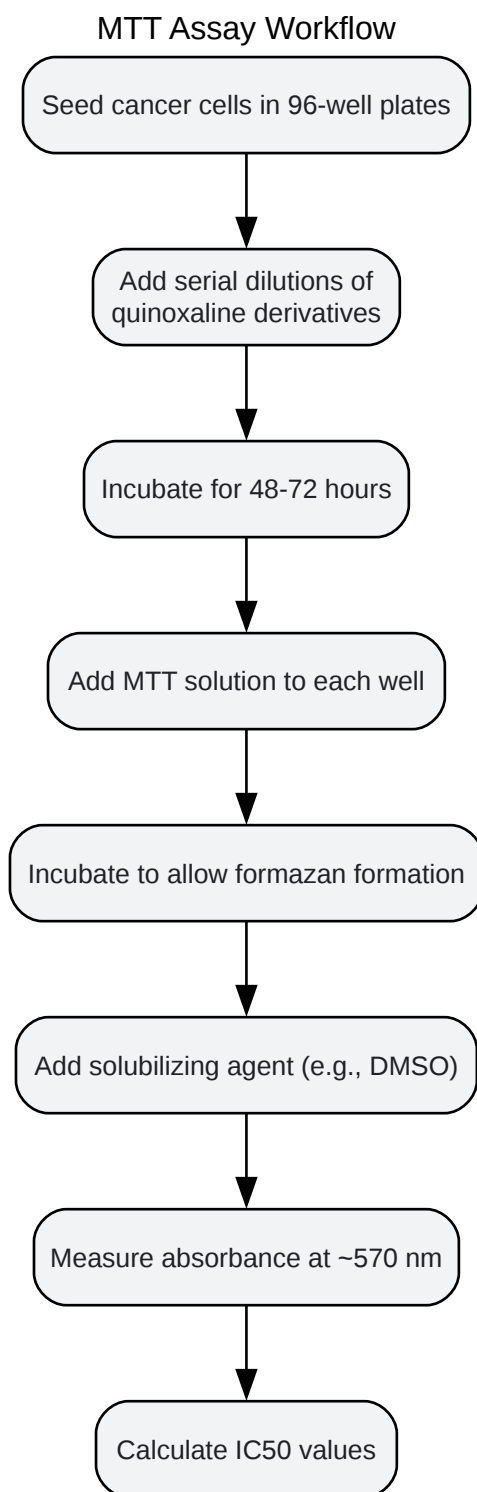 MTT Assay Workflow
Seed cancer cells in 96-well plates
Add serial dilutions of
quinoxaline derivatives
Incubate for 48-72 hours
Add MTT solution to each well
Incubate to allow formazan formation
Add solubilizing agent (e.g., DMSO)
Measure absorbance at ~570 nm
Calculate IC50 values